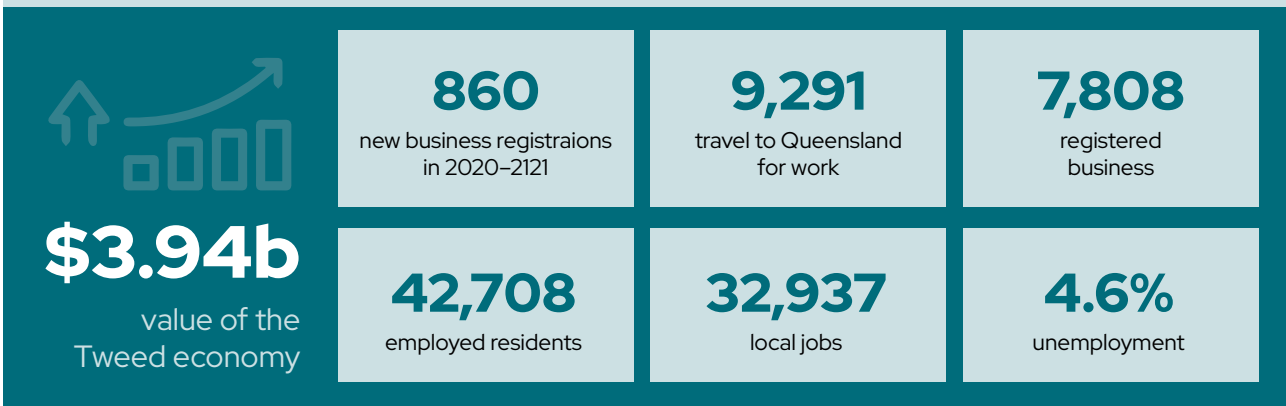 $3.94b
value of the
Tweed economy
860
new business registraions
in 2020–2121
9,291
travel to Queensland
for work
7,808
registered
business
42,708
employed residents
32,937
local jobs
4.6%
unemployment